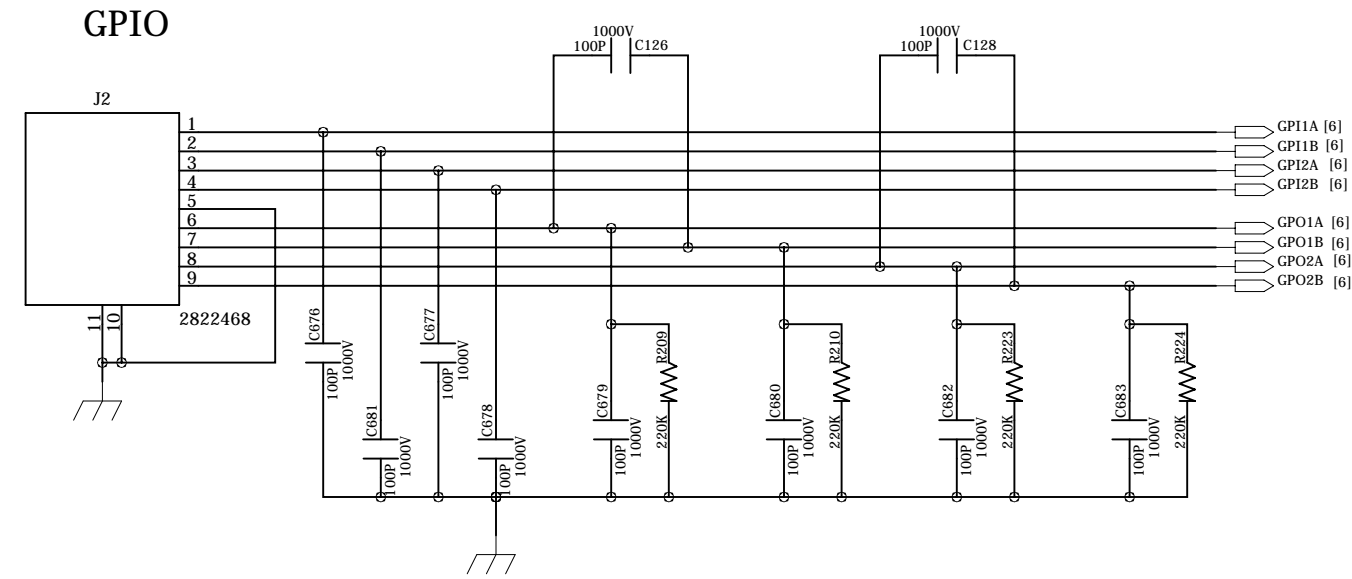 GPIO
1000V
100P
C126
1000V
100P
C128
J2
1
2
3
4
5
6
7
8
9
11
10
2822468
GPI1A [6]
GPI1B [6]
GPI2A [6]
GPI2B [6]
GPO1A [6]
GPO1B [6]
GPO2A [6]
GPO2B [6]
C676
100P
1000V
C681
100P
1000V
C677
100P
1000V
C678
100P
1000V
C679
100P
1000V
R209
220K
C680
100P
1000V
R210
220K
C682
100P
1000V
R223
220K
C683
100P
1000V
R224
220K